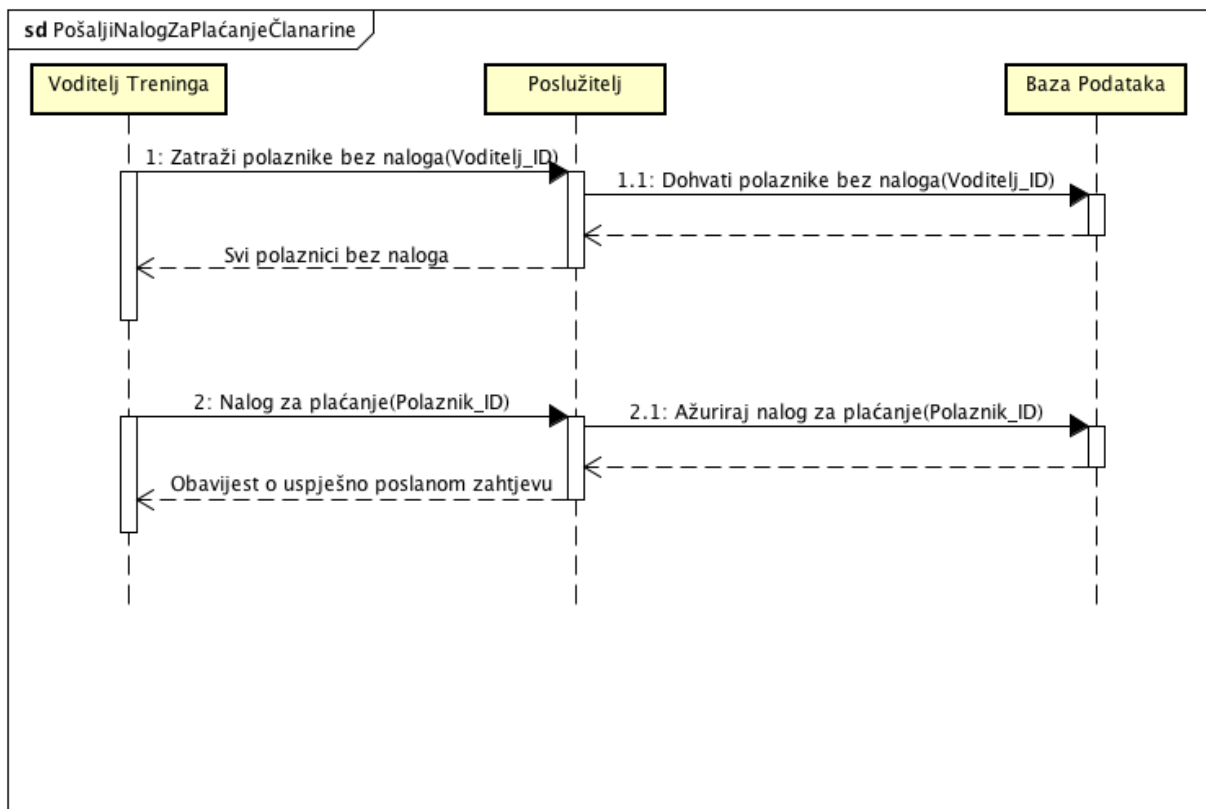 sd PošaljiNalogZaPlaćanjeČlanarine
Voditelj Treninga
Poslužitelj
Baza Podataka
1: Zatraži polaznike bez naloga(Voditelj_ID)
1.1: Dohvati polaznike bez naloga(Voditelj_ID)
Svi polaznici bez naloga
2: Nalog za plaćanje(Polaznik_ID)
2.1: Ažuriraj nalog za plaćanje(Polaznik_ID)
Obavijest o uspješno poslanom zahtjevu